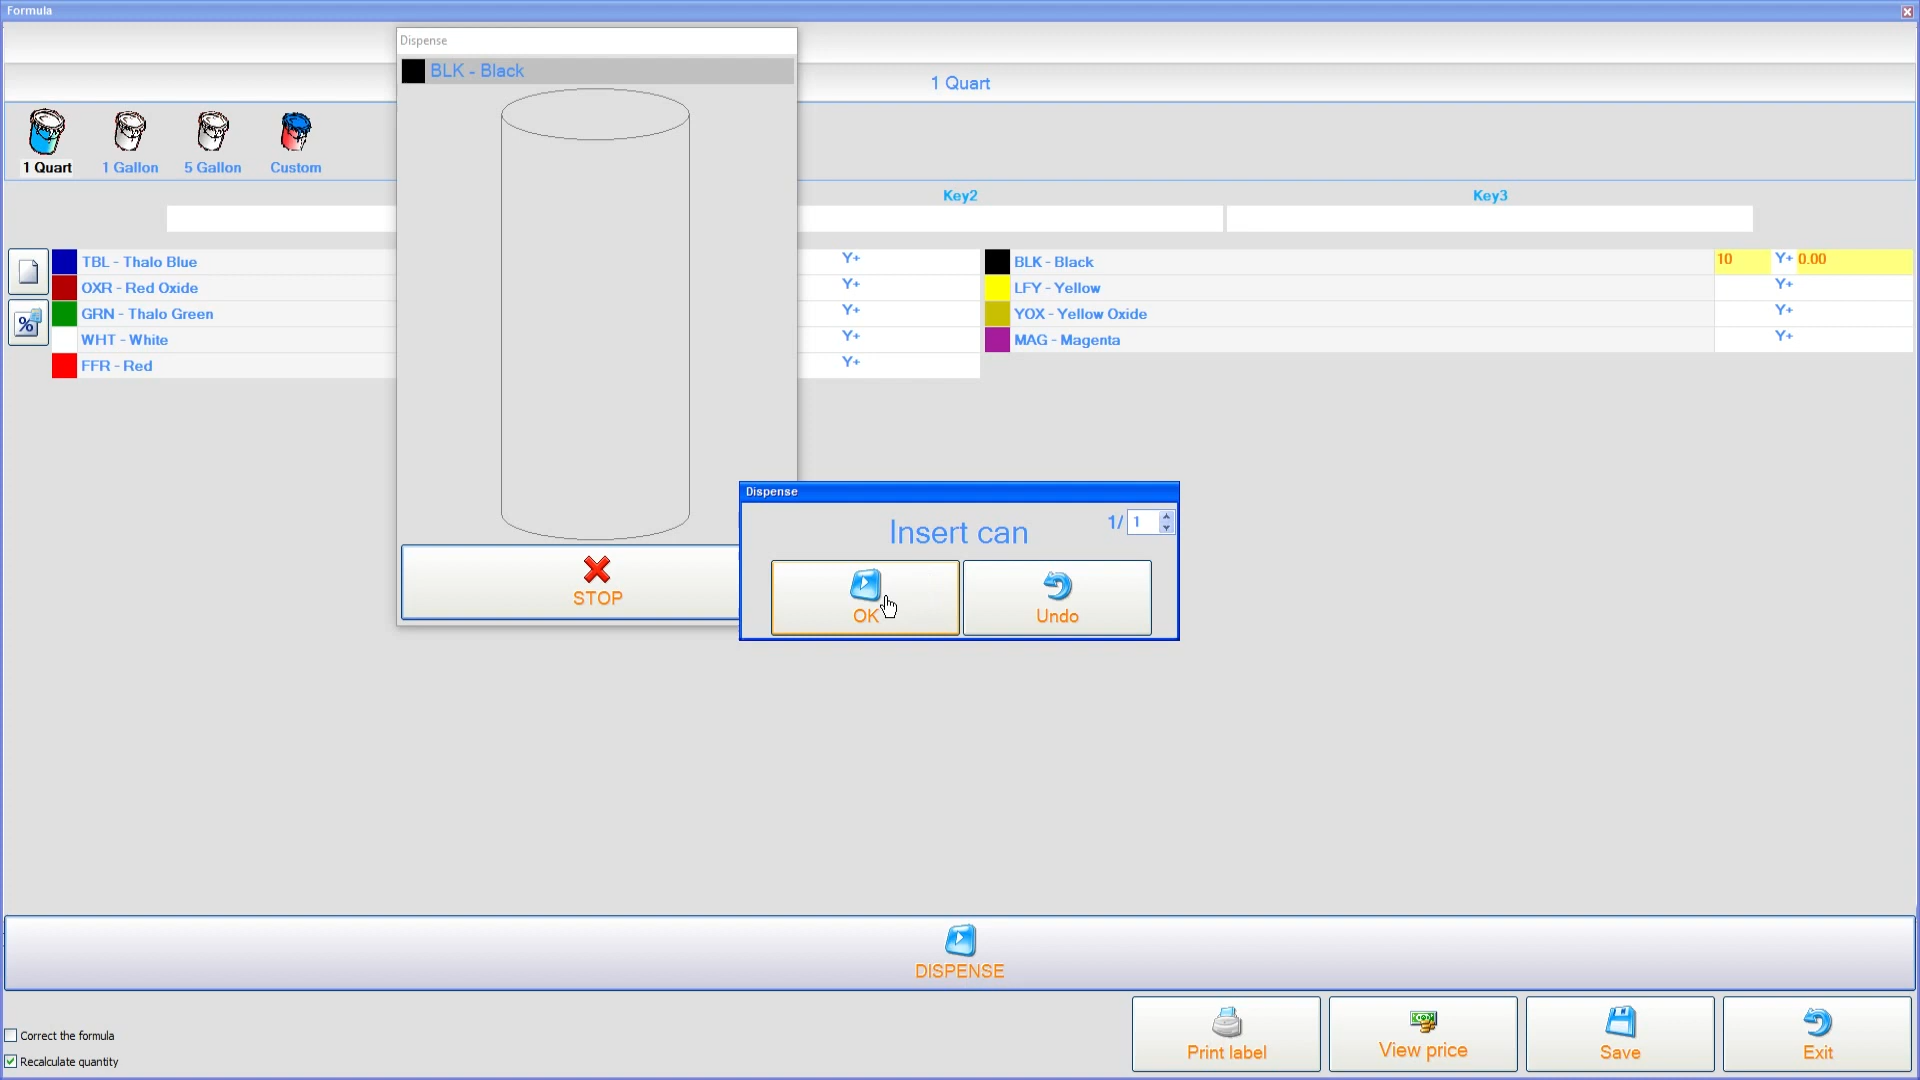 Formula
Dispense
BLK - Black
1 Quart
1 Quart
1 Gallon
5 Gallon
Custom
Key2
Key3
TBL - Thalo Blue
Y+
BLK - Black
10
Y+
0.00
OXR - Red Oxide
Y+
LFY - Yellow
Y+
GRN - Thalo Green
Y+
YOX - Yellow Oxide
Y+
WHT - White
Y+
MAG - Magenta
Y+
FFR - Red
Y+
%
STOP
Dispense
Insert can
1/ 1
OK
Undo
DISPENSE
Correct the formula
Recalculate quantity
Print label
View price
Save
Exit